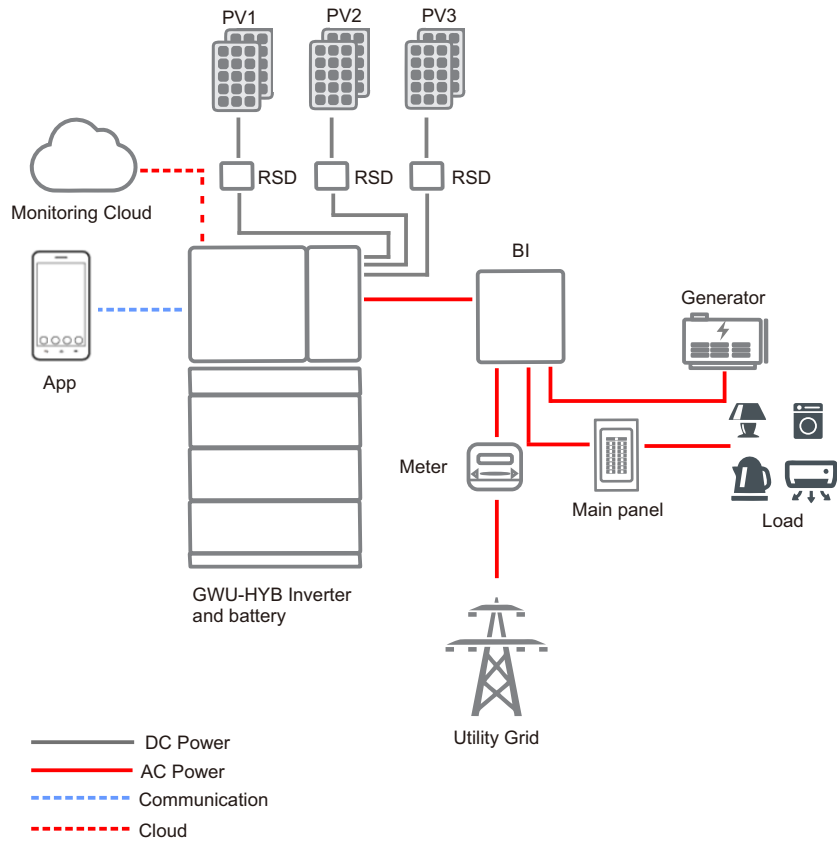 PV1
PV2
PV3
RSD
RSD
RSD
Monitoring Cloud
BI
Generator
App
Meter
Main panel
Load
GWU-HYB Inverter
and battery
Utility Grid
DC Power
AC Power
Communication
Cloud